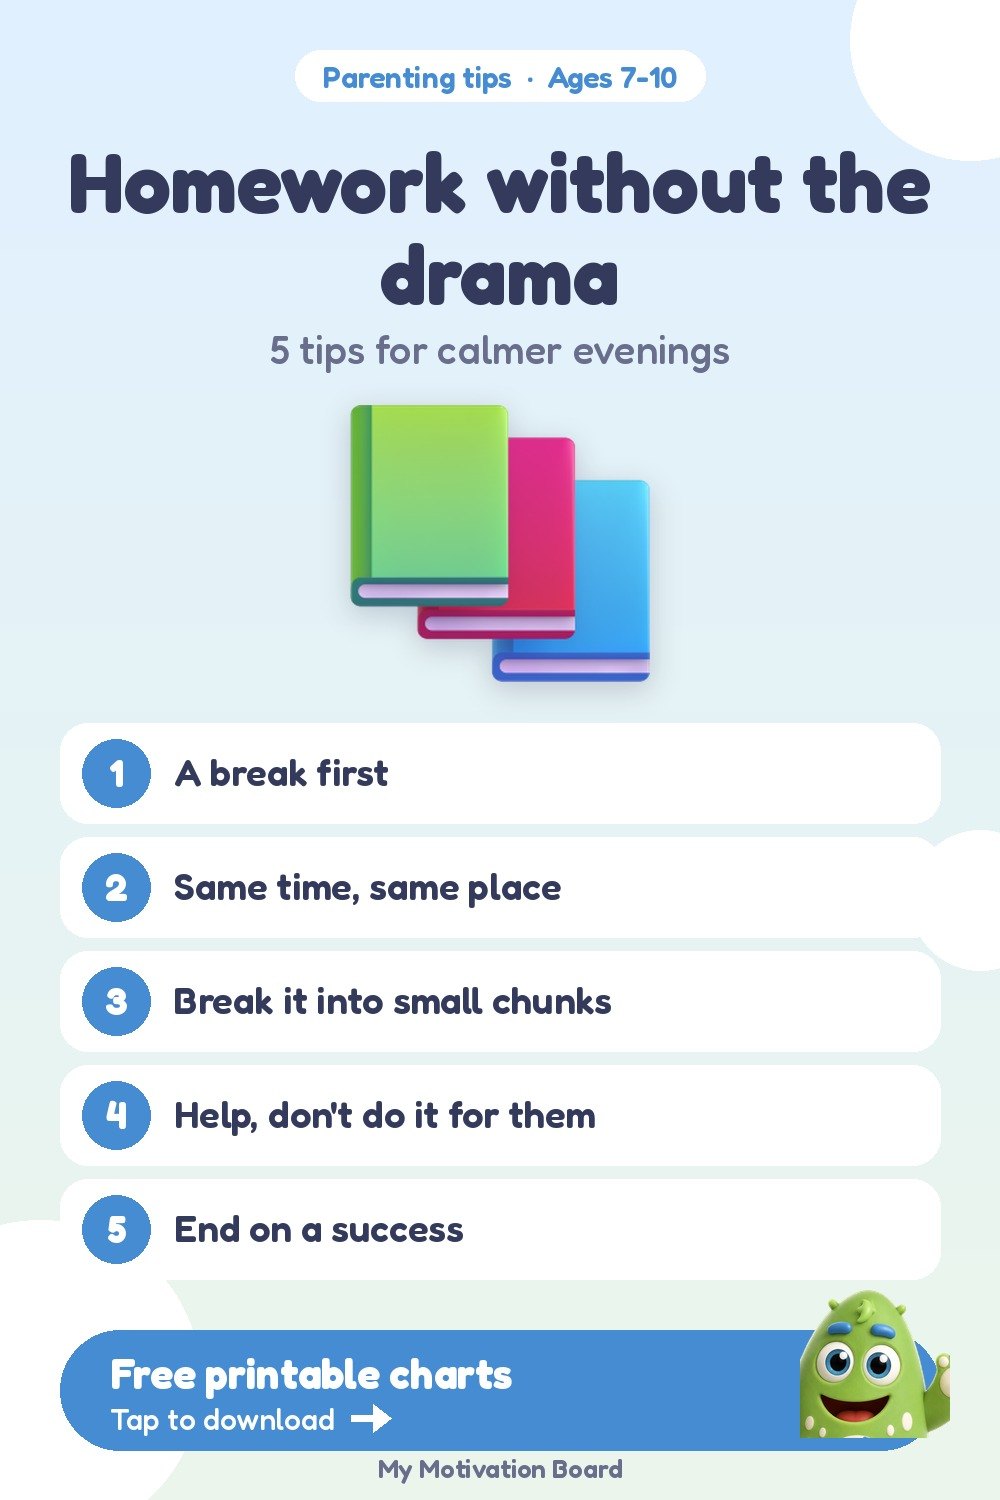 Parenting tips · Ages 7-10
Homework without the
drama
5 tips for calmer evenings
1 A break first
2 Same time, same place
3 Break it into small chunks
4 Help, don't do it for them
5 End on a success
Free printable charts
Tap to download →
My Motivation Board